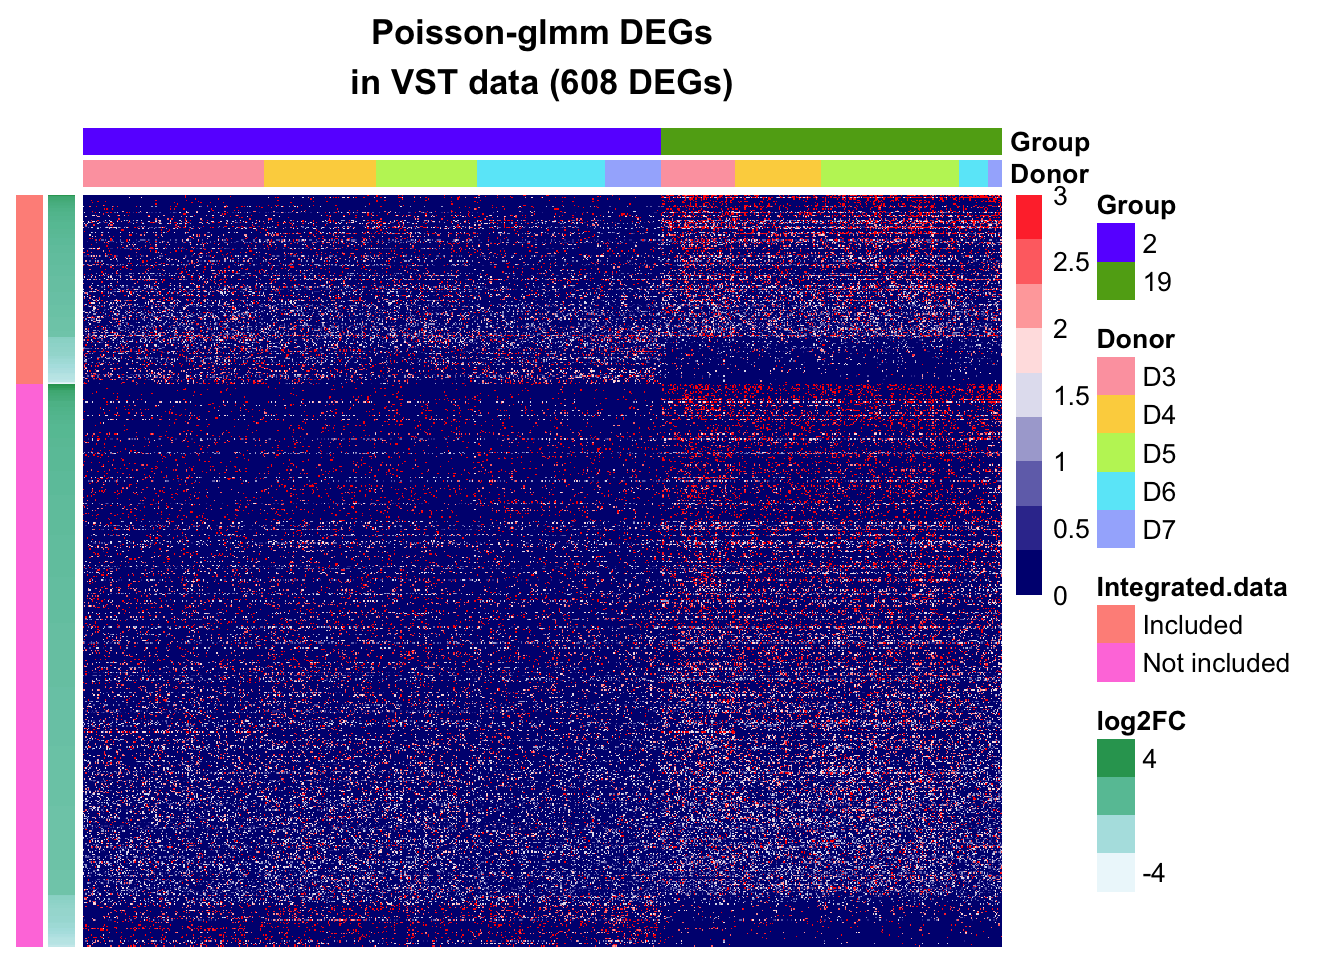 Poisson-glmm DEGs
in VST data (608 DEGs)
Group
Donor
3
2.5
2
1.5
1
0.5
0
Group
2
19
Donor
D3
D4
D5
D6
D7
Integrated.data
Included
Not included
log2FC
4
-4